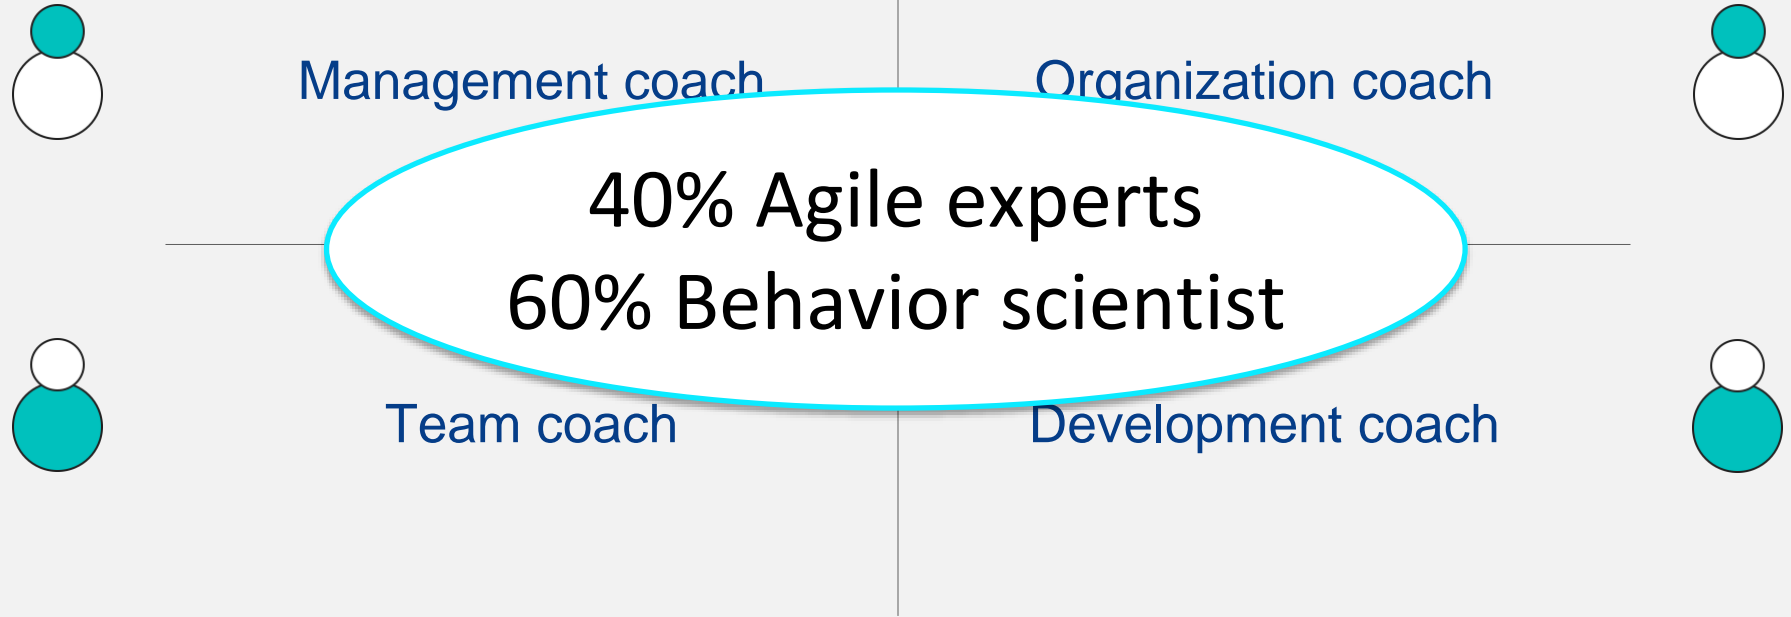 Management coach
Organization coach
40% Agile experts
60% Behavior scientist
Team coach
Development coach